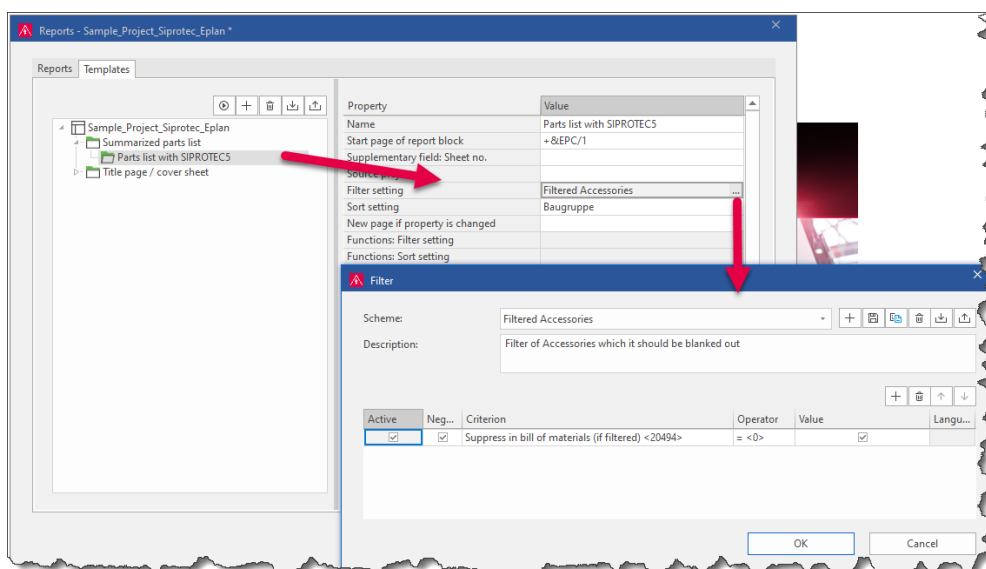 Reports - Sample_Project_Siprotec_Eplan *
Reports Templates
Sample_Project_Siprotec_Eplan
Summarized parts list
Parts list with SIPROTEC5
Title page / cover sheet
Property Value
Name Parts list with SIPROTEC5
Start page of report block +&EPC/1
Supplementary field: Sheet no.
Filter setting Filtered Accessories ...
Sort setting Baugruppe
New page if property is changed
Functions: Filter setting
Functions: Sort setting
Filter
Scheme: Filtered Accessories
Description: Filter of Accessories which it should be blanked out
Active Neg... Criterion Operator Value Langu...
Suppress in bill of materials (if filtered) <20494> = <0>
OK Cancel